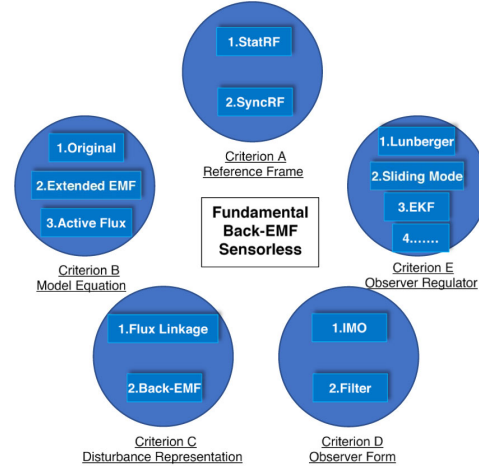 1.StatRF
2.SyncRF
Criterion A
Reference Frame
1.Original
2.Extended EMF
3.Active Flux
Criterion B
Model Equation
Fundamental
Back-EMF
Sensorless
1.Lunberger
2.Sliding Mode
3.EKF
4.......
Criterion E
Observer Regulator
1.Flux Linkage
2.Back-EMF
Criterion C
Disturbance Representation
1.IMO
2.Filter
Criterion D
Observer Form